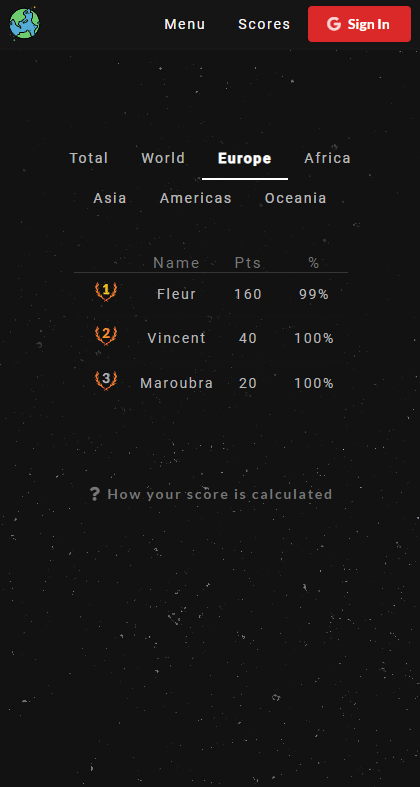 Menu Scores G Sign In
Total World Europe Africa
Asia Americas Oceania
Name Pts %
1 Fleur 160 99%
2 Vincent 40 100%
3 Maroubra 20 100%
? How your score is calculated